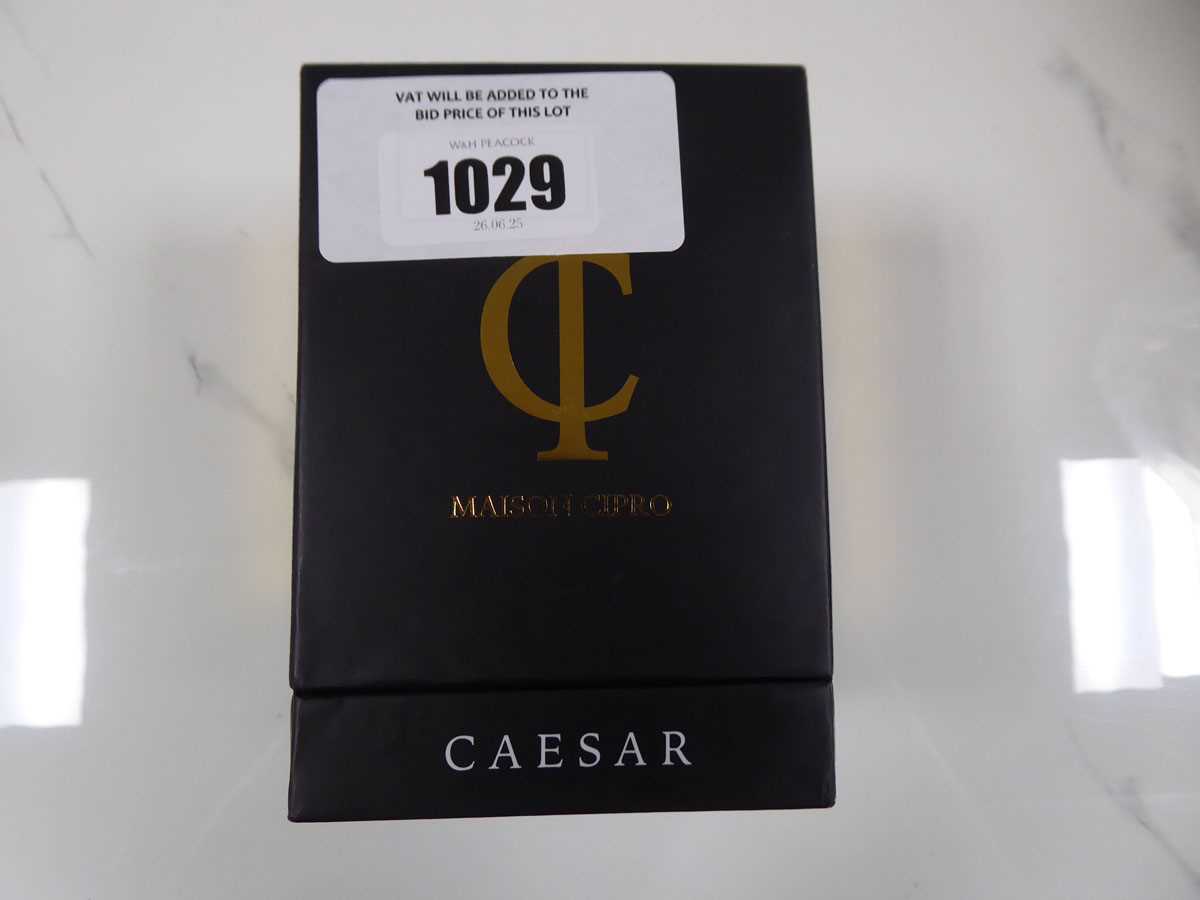 VAT WILL BE ADDED TO THE
BID PRICE OF THIS LOT
W&H PEACOCK
1029
26.06.25
MAISON CIPRO
CAESAR